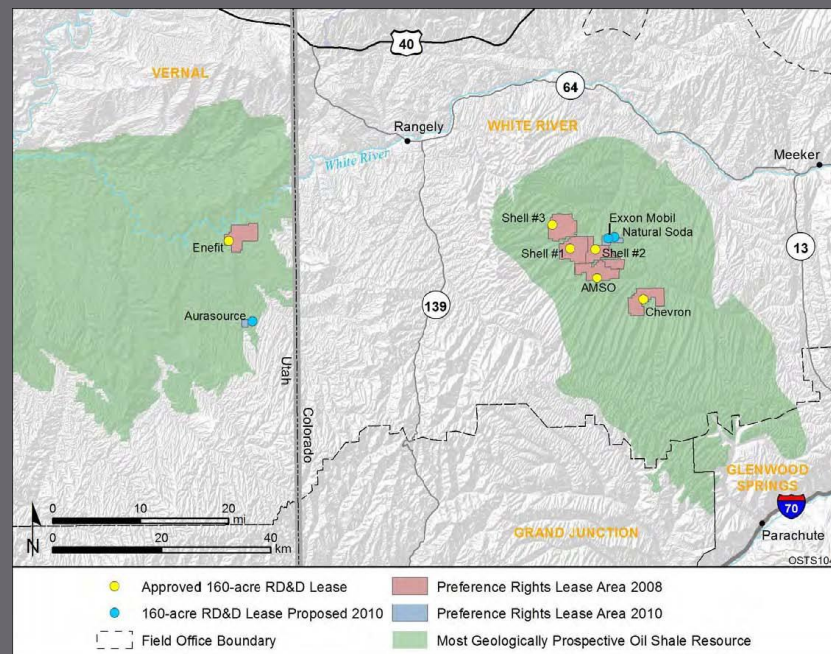 40
VERNAL
64
Rangely
WHITE RIVER
White River
Meeker
Shell #3
Exxon Mobil
Natural Soda
Enefit
Shell #1
Shell #2
13
AMSO
139
Chevron
Aurasource
Utah
Colorado
GLENWOOD
SPRINGS
70
0 10 20
mi
N
0 20 40
km
GRAND JUNCTION
Parachute
OSTS104
Approved 160-acre RD&D Lease
Preference Rights Lease Area 2008
160-acre RD&D Lease Proposed 2010
Preference Rights Lease Area 2010
Field Office Boundary
Most Geologically Prospective Oil Shale Resource